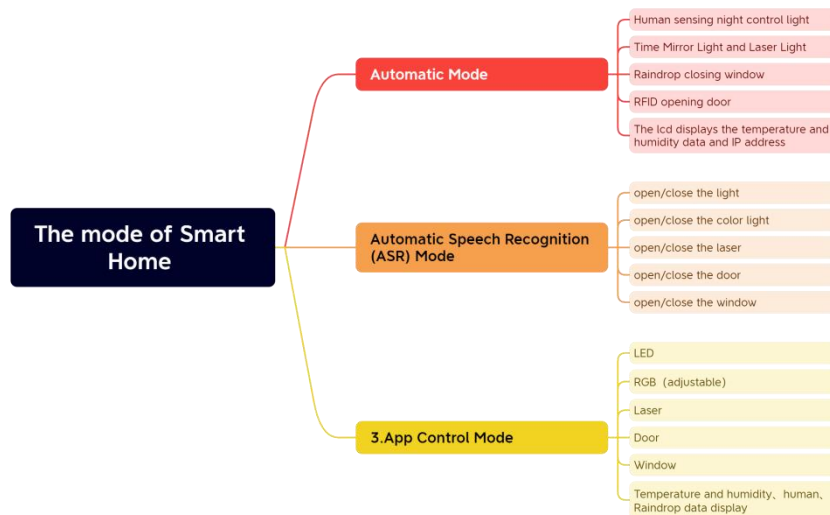 The mode of Smart
Home
Automatic Mode
Human sensing night control light
Time Mirror Light and Laser Light
Raindrop closing window
RFID opening door
The lcd displays the temperature and
humidity data and IP address
Automatic Speech Recognition
(ASR) Mode
open/close the light
open/close the color light
open/close the laser
open/close the door
open/close the window
3.App Control Mode
LED
RGB（adjustable）
Laser
Door
Window
Temperature and humidity、human、
Raindrop data display